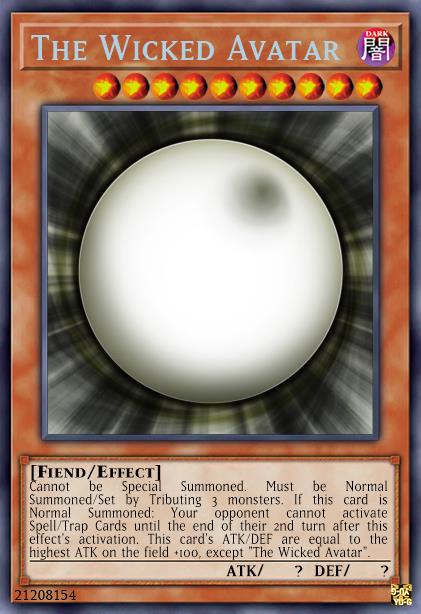 The Wicked Avatar
DARK
闇
[Fiend/Effect]
Cannot be Special Summoned. Must be Normal
Summoned/Set by Tributing 3 monsters. If this card is
Normal Summoned: Your opponent cannot activate
Spell/Trap Cards until the end of their 2nd turn after this
effect's activation. This card's ATK/DEF are equal to the
highest ATK on the field +100, except "The Wicked Avatar".
ATK/ ? DEF/ ?
21208154